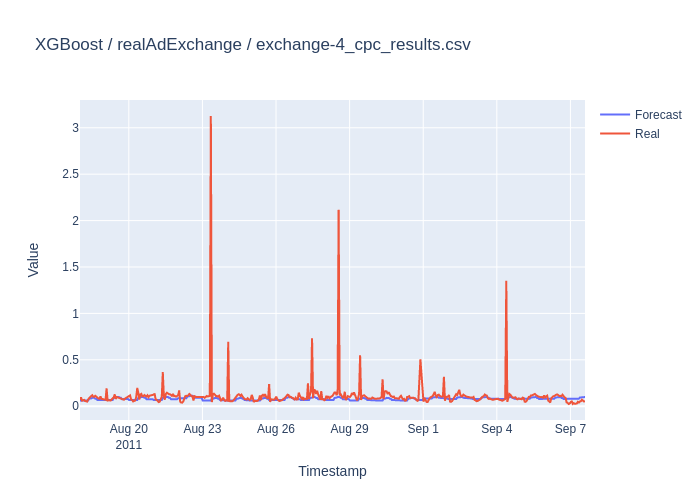 XGBoost / realAdExchange / exchange-4_cpc_results.csv
Forecast
Real
3
2.5
2
1.5
1
0.5
0
Value
Aug 20
2011
Aug 23
Aug 26
Aug 29
Sep 1
Sep 4
Sep 7
Timestamp